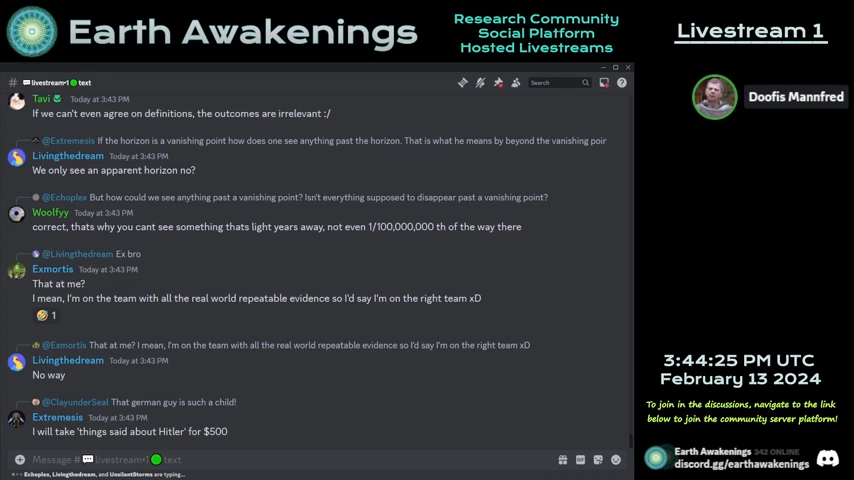 Earth Awakenings
Research Community
Social Platform
Hosted Livestreams
Livestream 1
# livestream-1 text
Search
Doofis Mannfred
Tavi Today at 3:43 PM
If we can't even agree on definitions, the outcomes are irrelevant :/
@Extremesis If the horizon is a vanishing point how does one see anything past the horizon. That is what he means by beyond the vanishing poir
Livingthedream Today at 3:43 PM
We only see an apparent horizon no?
@Echoplex But how could we see anything past a vanishing point? Isn't everything supposed to disappear past a vanishing point?
Woolfyy Today at 3:43 PM
correct, thats why you cant see something thats light years away, not even 1/100,000,000 th of the way there
@Livingthedream Ex bro
Exmortis Today at 3:43 PM
That at me?
I mean, I'm on the team with all the real world repeatable evidence so I'd say I'm on the right team xD
1
@Exmortis That at me? I mean, I'm on the team with all the real world repeatable evidence so I'd say I'm on the right team xD
Livingthedream Today at 3:43 PM
No way
@ClayunderSeal That german guy is such a child!
Extremesis Today at 3:43 PM
I will take 'things said about Hitler' for $500
Message # livestream-1 text
GIF
Echoplex, Livingthedream, and UnsilentStorms are typing...
3:44:25 PM UTC
February 13 2024
To join in the discussions, navigate to the link
below to join the community server platform!
Earth Awakenings 342 ONLINE
discord.gg/earthawakenings